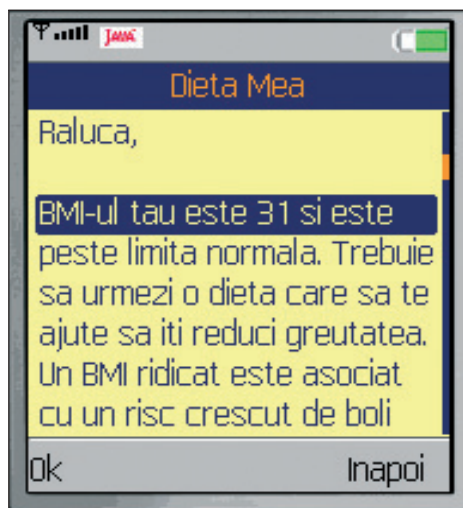 Java
Dieta Mea
Raluca,
BMI-ul tau este 31 si este
peste limita normala. Trebuie
sa urmezi o dieta care sa te
ajute sa iti reduci greutatea.
Un BMI ridicat este asociat
cu un risc crescut de boli
Ok
Inapoi